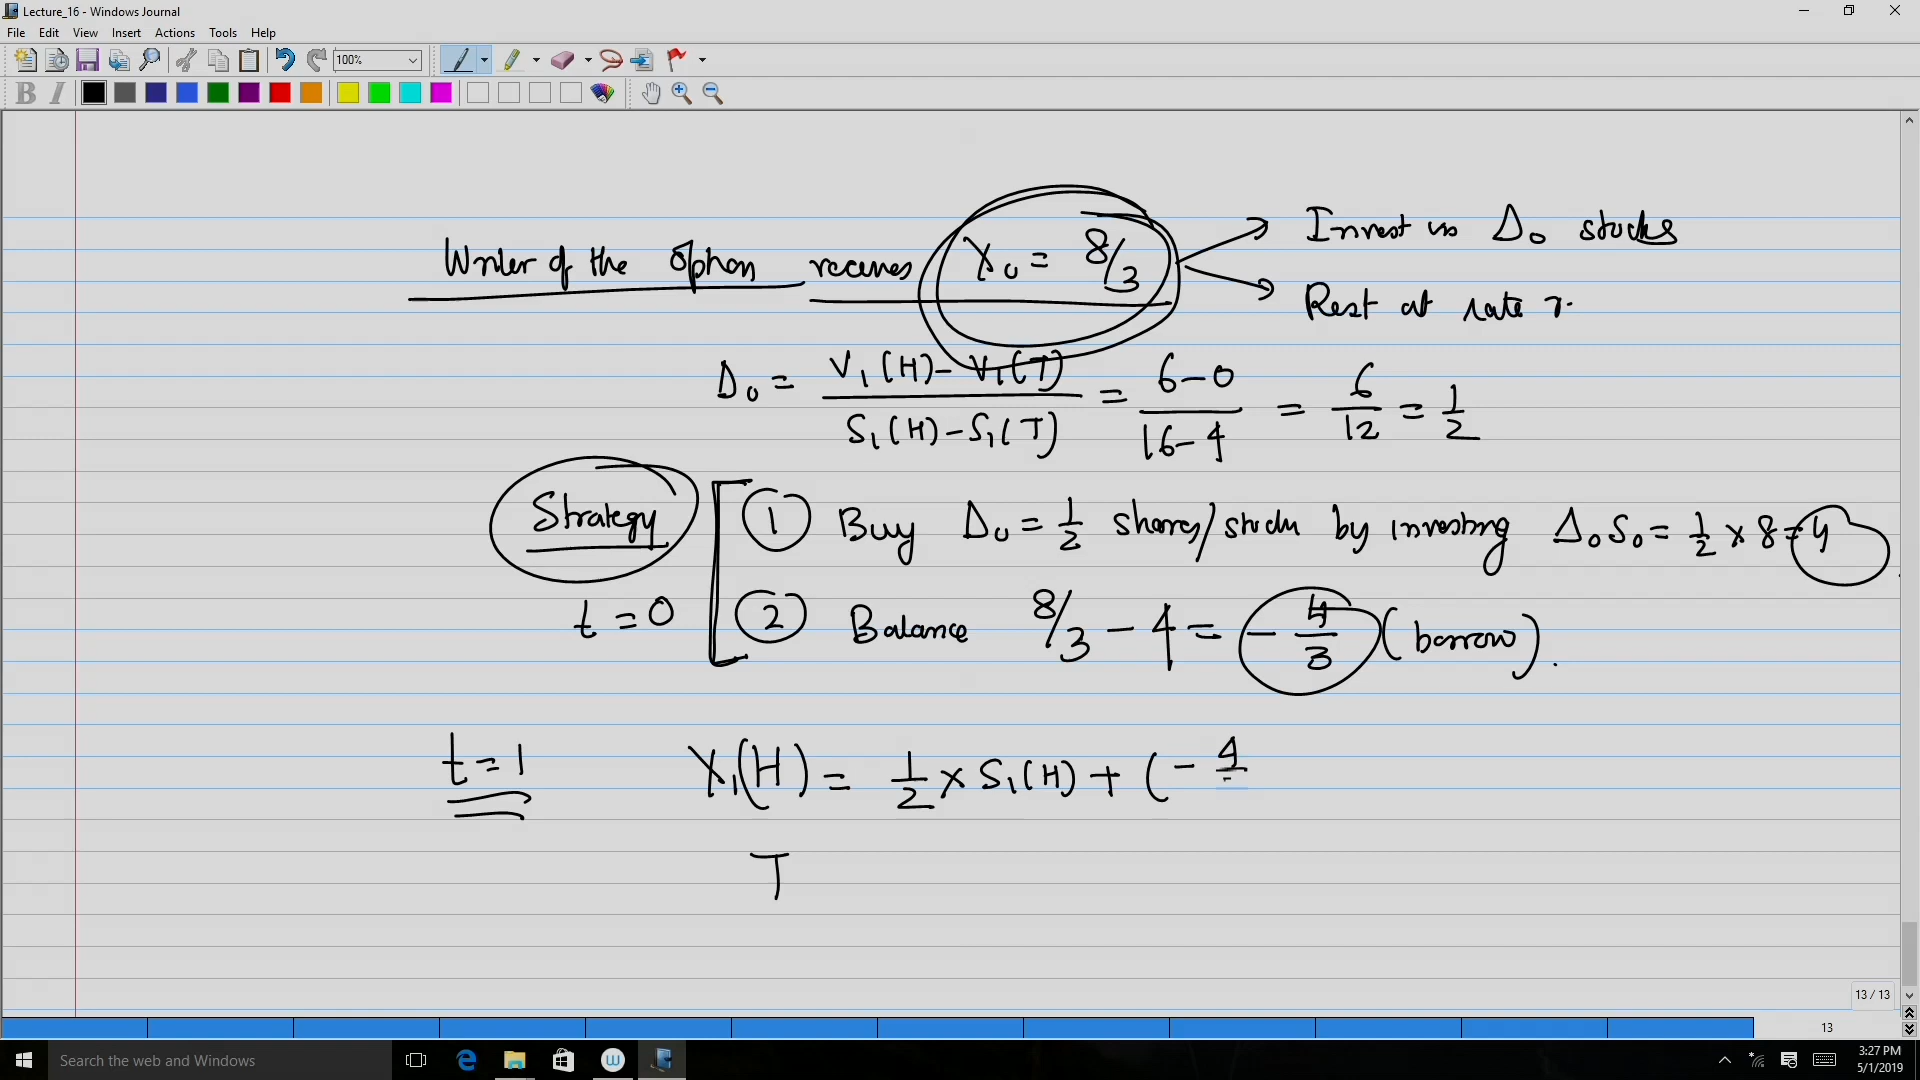 Lecture_16 - Windows Journal
File Edit View Insert Actions Tools Help
100%
B I
Writer of the Option receives X₀ = 8/3
Invest in Δ₀ stocks
Rest at rate r.
Δ₀ = (V₁(H) – V₁(T)) / (S₁(H) – S₁(T)) = (6 – 0) / (16 – 4) = 6/12 = 1/2
Strategy
t = 0
① Buy Δ₀ = 1/2 shares/stock by investing Δ₀S₀ = 1/2 × 8 = 4.
② Balance 8/3 – 4 = – 4/3 (borrow).
t = 1 X₁(H) = 1/2 × S₁(H) + (– 4
T
13 / 13
13
Search the web and Windows
3:27 PM
5/1/2019